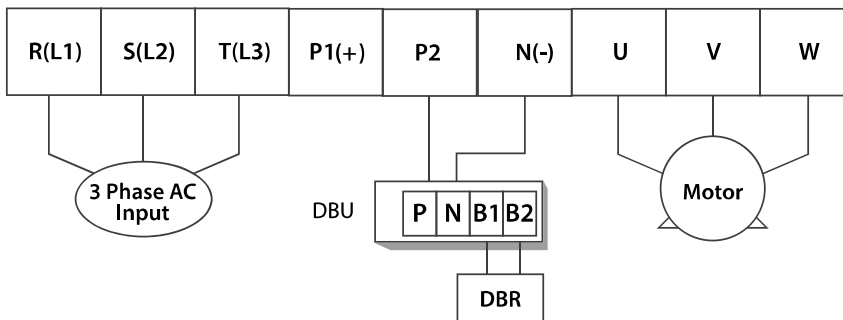 R(L1) S(L2) T(L3) P1(+) P2 N(-) U V W
3 Phase AC
Input
DBU
P N B1 B2
Motor
DBR